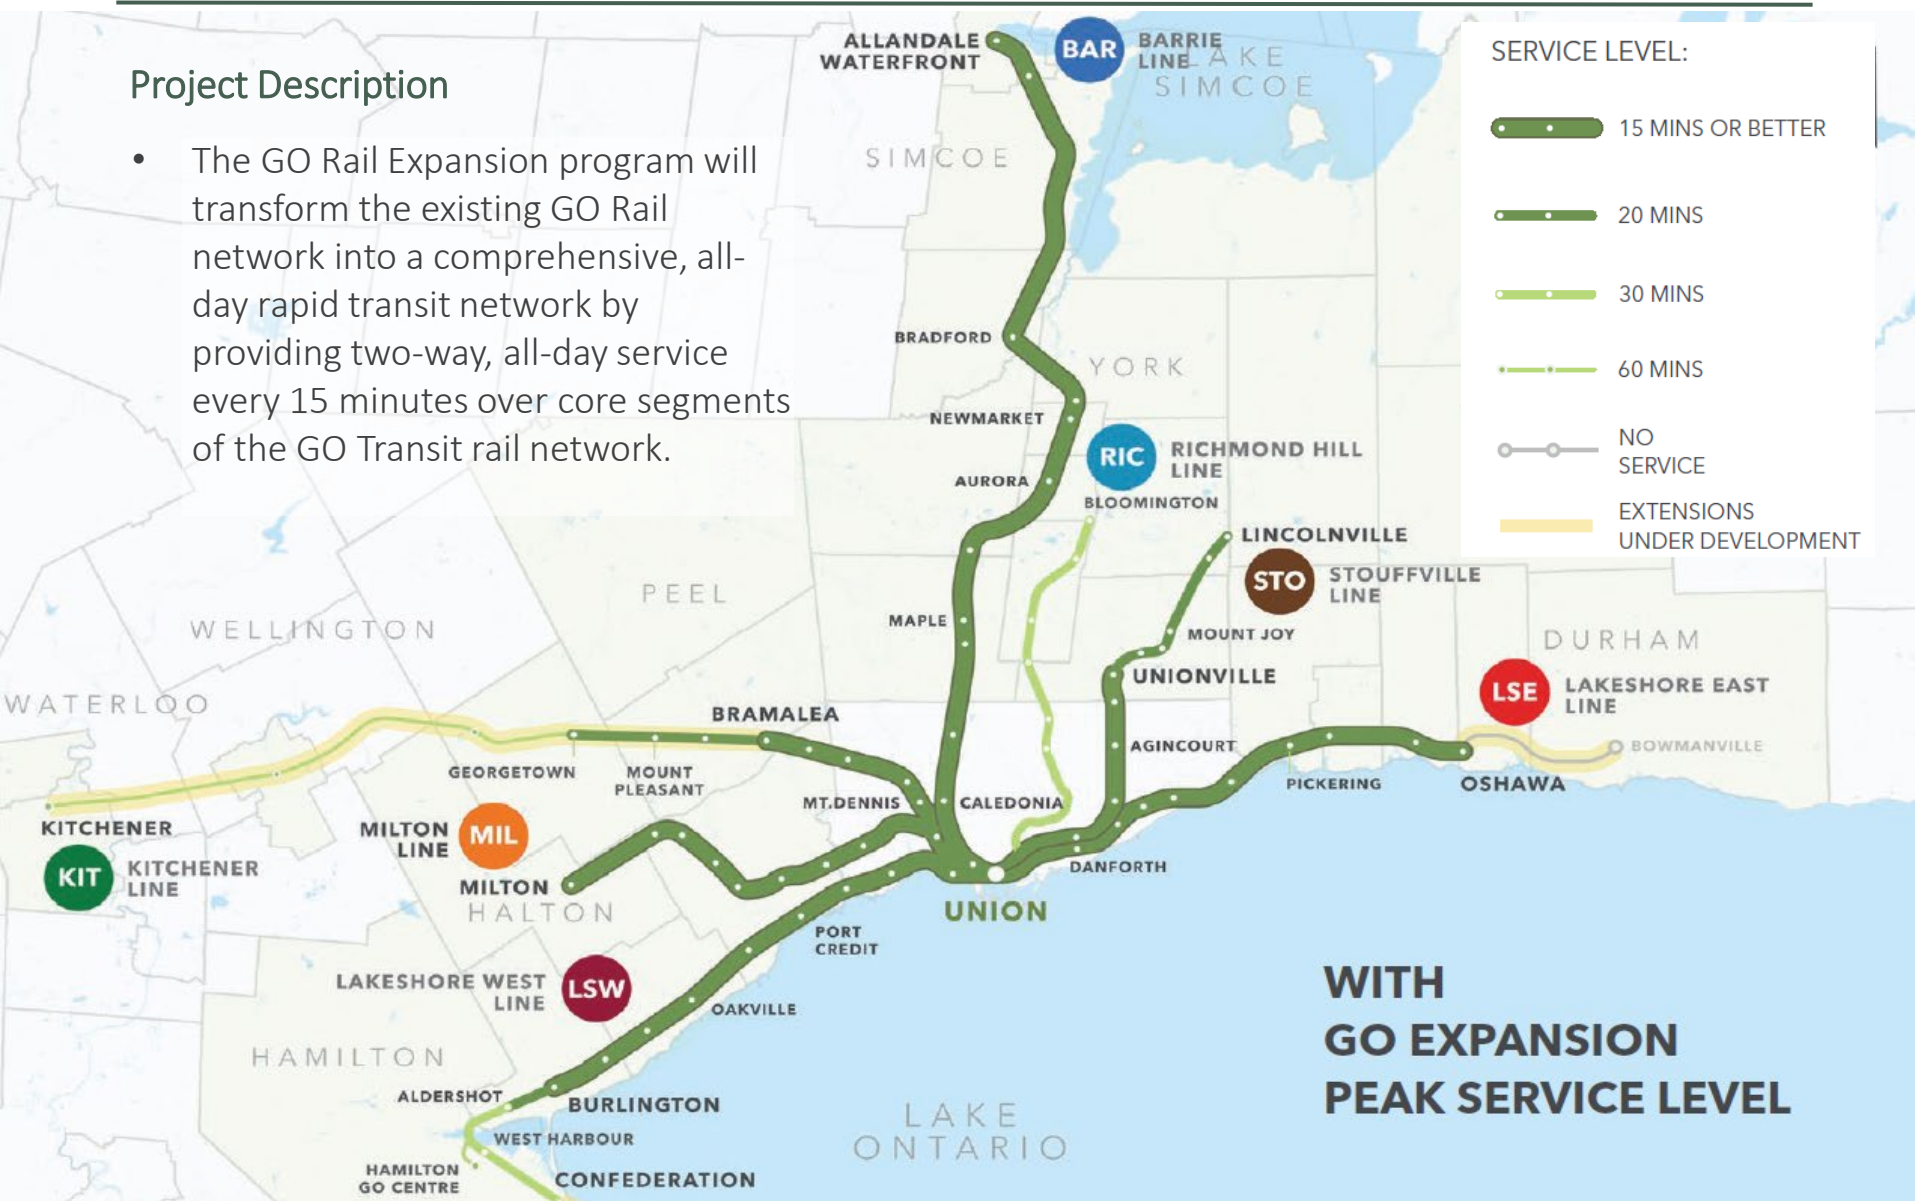 Project Description
• The GO Rail Expansion program will
transform the existing GO Rail
network into a comprehensive, all-
day rapid transit network by
providing two-way, all-day service
every 15 minutes over core segments
of the GO Transit rail network.
SERVICE LEVEL:
15 MINS OR BETTER
20 MINS
30 MINS
60 MINS
NO
SERVICE
EXTENSIONS
UNDER DEVELOPMENT
ALLANDALE
WATERFRONT
BAR
BARRIE
LINE
LAKE
SIMCOE
SIMCOE
BRADFORD
YORK
NEWMARKET
RIC
RICHMOND HILL
LINE
AURORA
BLOOMINGTON
LINCOLNVILLE
STO
STOUFFVILLE
LINE
PEEL
MAPLE
WELLINGTON
MOUNT JOY
DURHAM
UNIONVILLE
LSE
LAKESHORE EAST
LINE
WATERLOO
BRAMALEA
AGINCOURT
BOWMANVILLE
GEORGETOWN
MOUNT
PLEASANT
PICKERING
OSHAWA
MT.DENNIS
CALEDONIA
KITCHENER
KIT
KITCHENER
LINE
MILTON
LINE
MIL
MILTON
HALTON
DANFORTH
UNION
PORT
CREDIT
LAKESHORE WEST
LINE
LSW
OAKVILLE
HAMILTON
ALDERSHOT
BURLINGTON
WEST HARBOUR
HAMILTON
GO CENTRE
CONFEDERATION
LAKE
ONTARIO
WITH
GO EXPANSION
PEAK SERVICE LEVEL